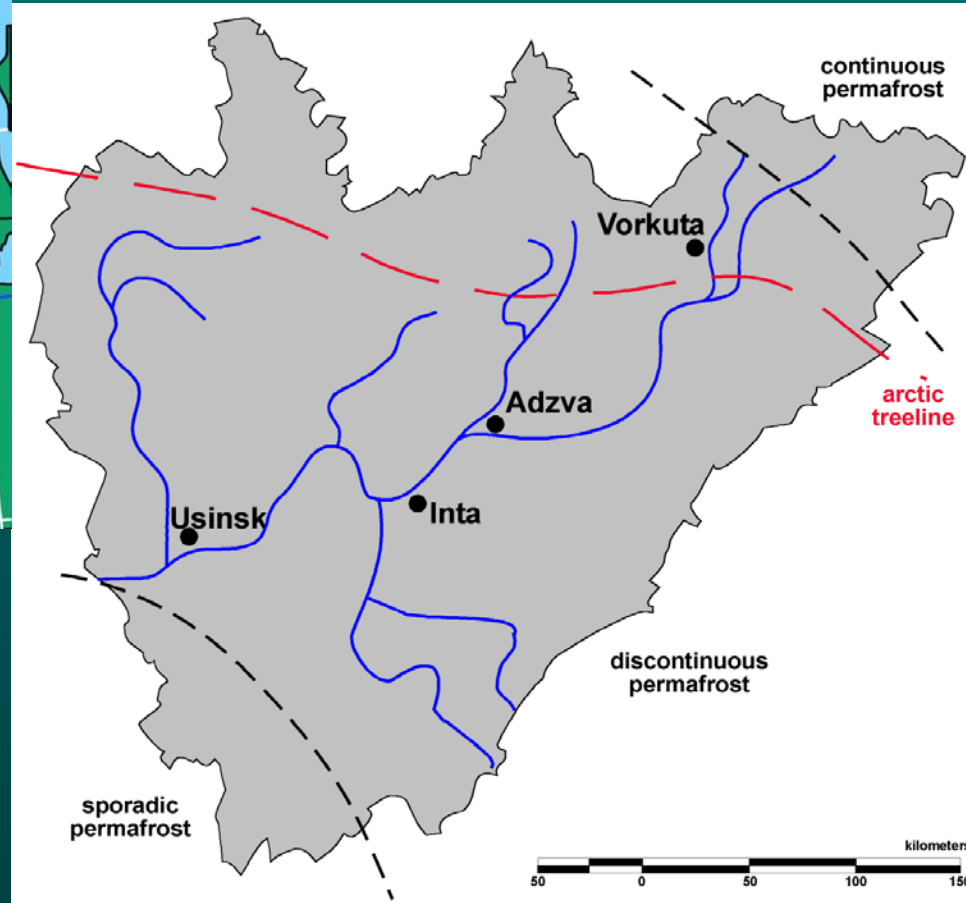 continuous
permafrost
Vorkuta
arctic
treeline
Adzva
Inta
Usinsk
discontinuous
permafrost
sporadic
permafrost
kilometers
50 0 50 100 150